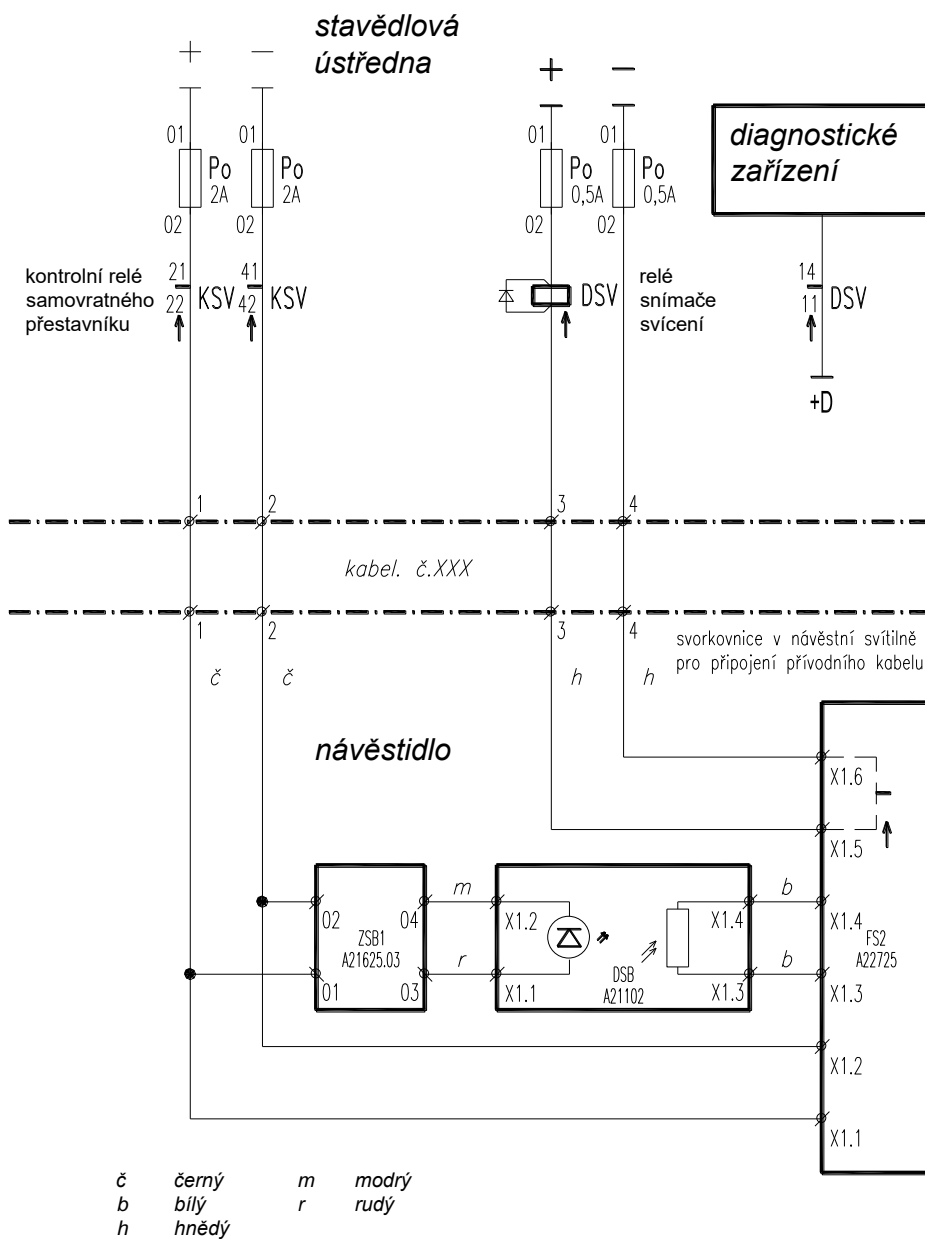 stavědlová
ústředna
+ −
+ −
01 01 01 01
Po Po Po Po
2A 2A 0,5A 0,5A
02 02 02 02
diagnostické
zařízení
kontrolní relé
samovratného
přestavníku
21 41
KSV KSV
22 42
DSV
relé
snímače
svícení
14
DSV
11
+D
1 2 3 4
kabel. č.XXX
1 2 3 4
svorkovnice v návěstní svítilně
pro připojení přívodního kabelu
č č h h
návěstidlo
X1.6
X1.5
m b
02 04 X1.2 X1.4 X1.4
ZSB1 FS2
A21625.03 DSB A22725
r A21102 b
01 03 X1.1 X1.3 X1.3
X1.2
X1.1
č černý m modrý
b bílý r rudý
h hnědý